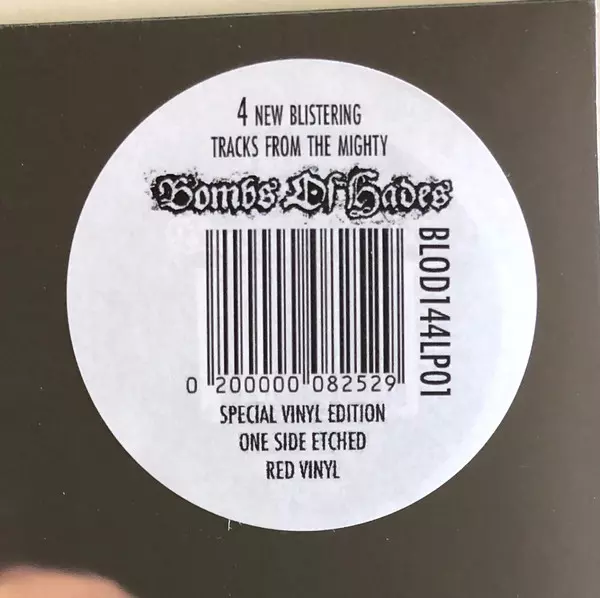 4 NEW BLISTERING
TRACKS FROM THE MIGHTY
Bombs Of Hades
BLOD144LP01
0 200000 082529
SPECIAL VINYL EDITION
ONE SIDE ETCHED
RED VINYL